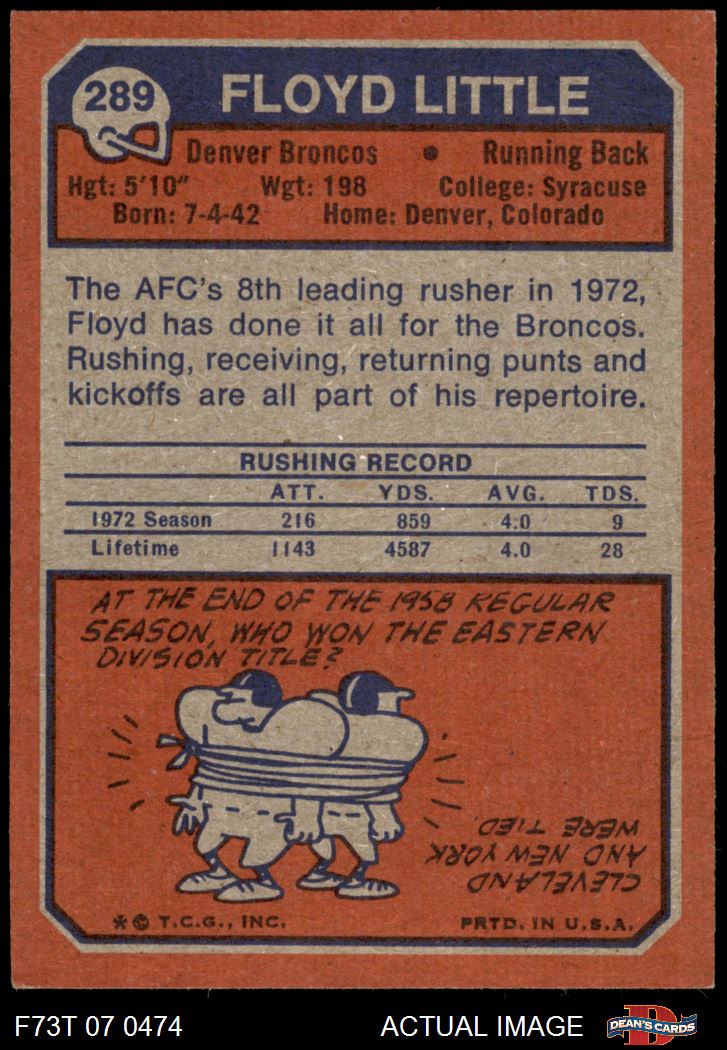 289
FLOYD LITTLE
Denver Broncos • Running Back
Hgt: 5'10" Wgt: 198 College: Syracuse
Born: 7-4-42 Home: Denver, Colorado
The AFC's 8th leading rusher in 1972,
Floyd has done it all for the Broncos.
Rushing, receiving, returning punts and
kickoffs are all part of his repertoire.
RUSHING RECORD
ATT. YDS. AVG. TDS.
1972 Season 216 859 4.0 9
Lifetime 1143 4587 4.0 28
AT THE END OF THE 1958 REGULAR
SEASON, WHO WON THE EASTERN
DIVISION TITLE?
CLEVELAND
AND NEW YORK
WERE TIED.
* © T.C.G., INC. PRTD. IN U.S.A.
F73T 07 0474 ACTUAL IMAGE
D
DEAN'S CARDS